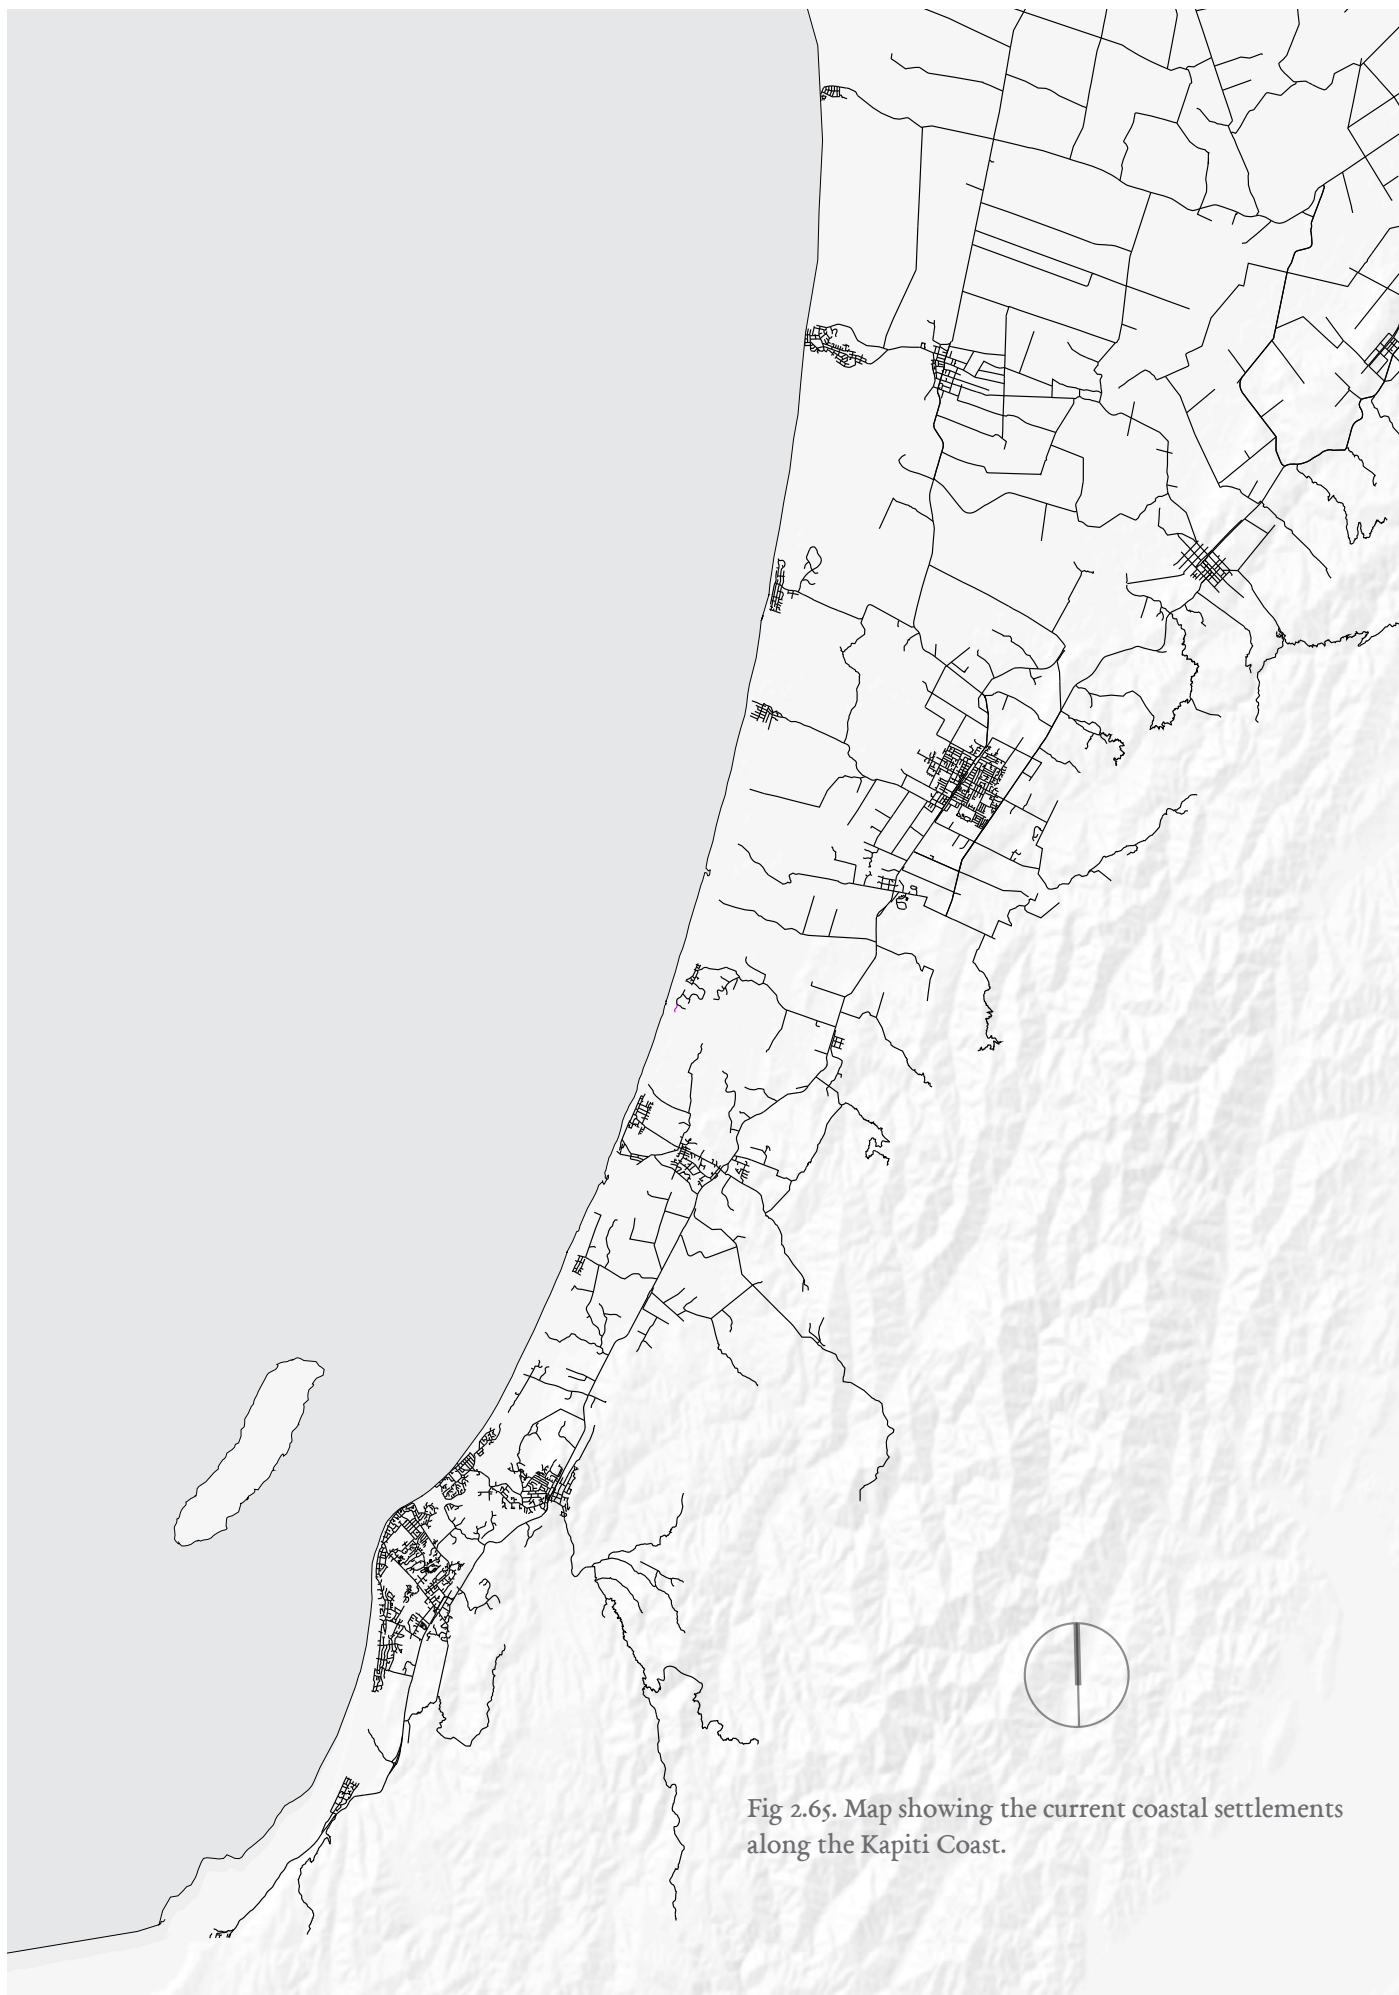 Fig 2.65. Map showing the current coastal settlements
along the Kapiti Coast.